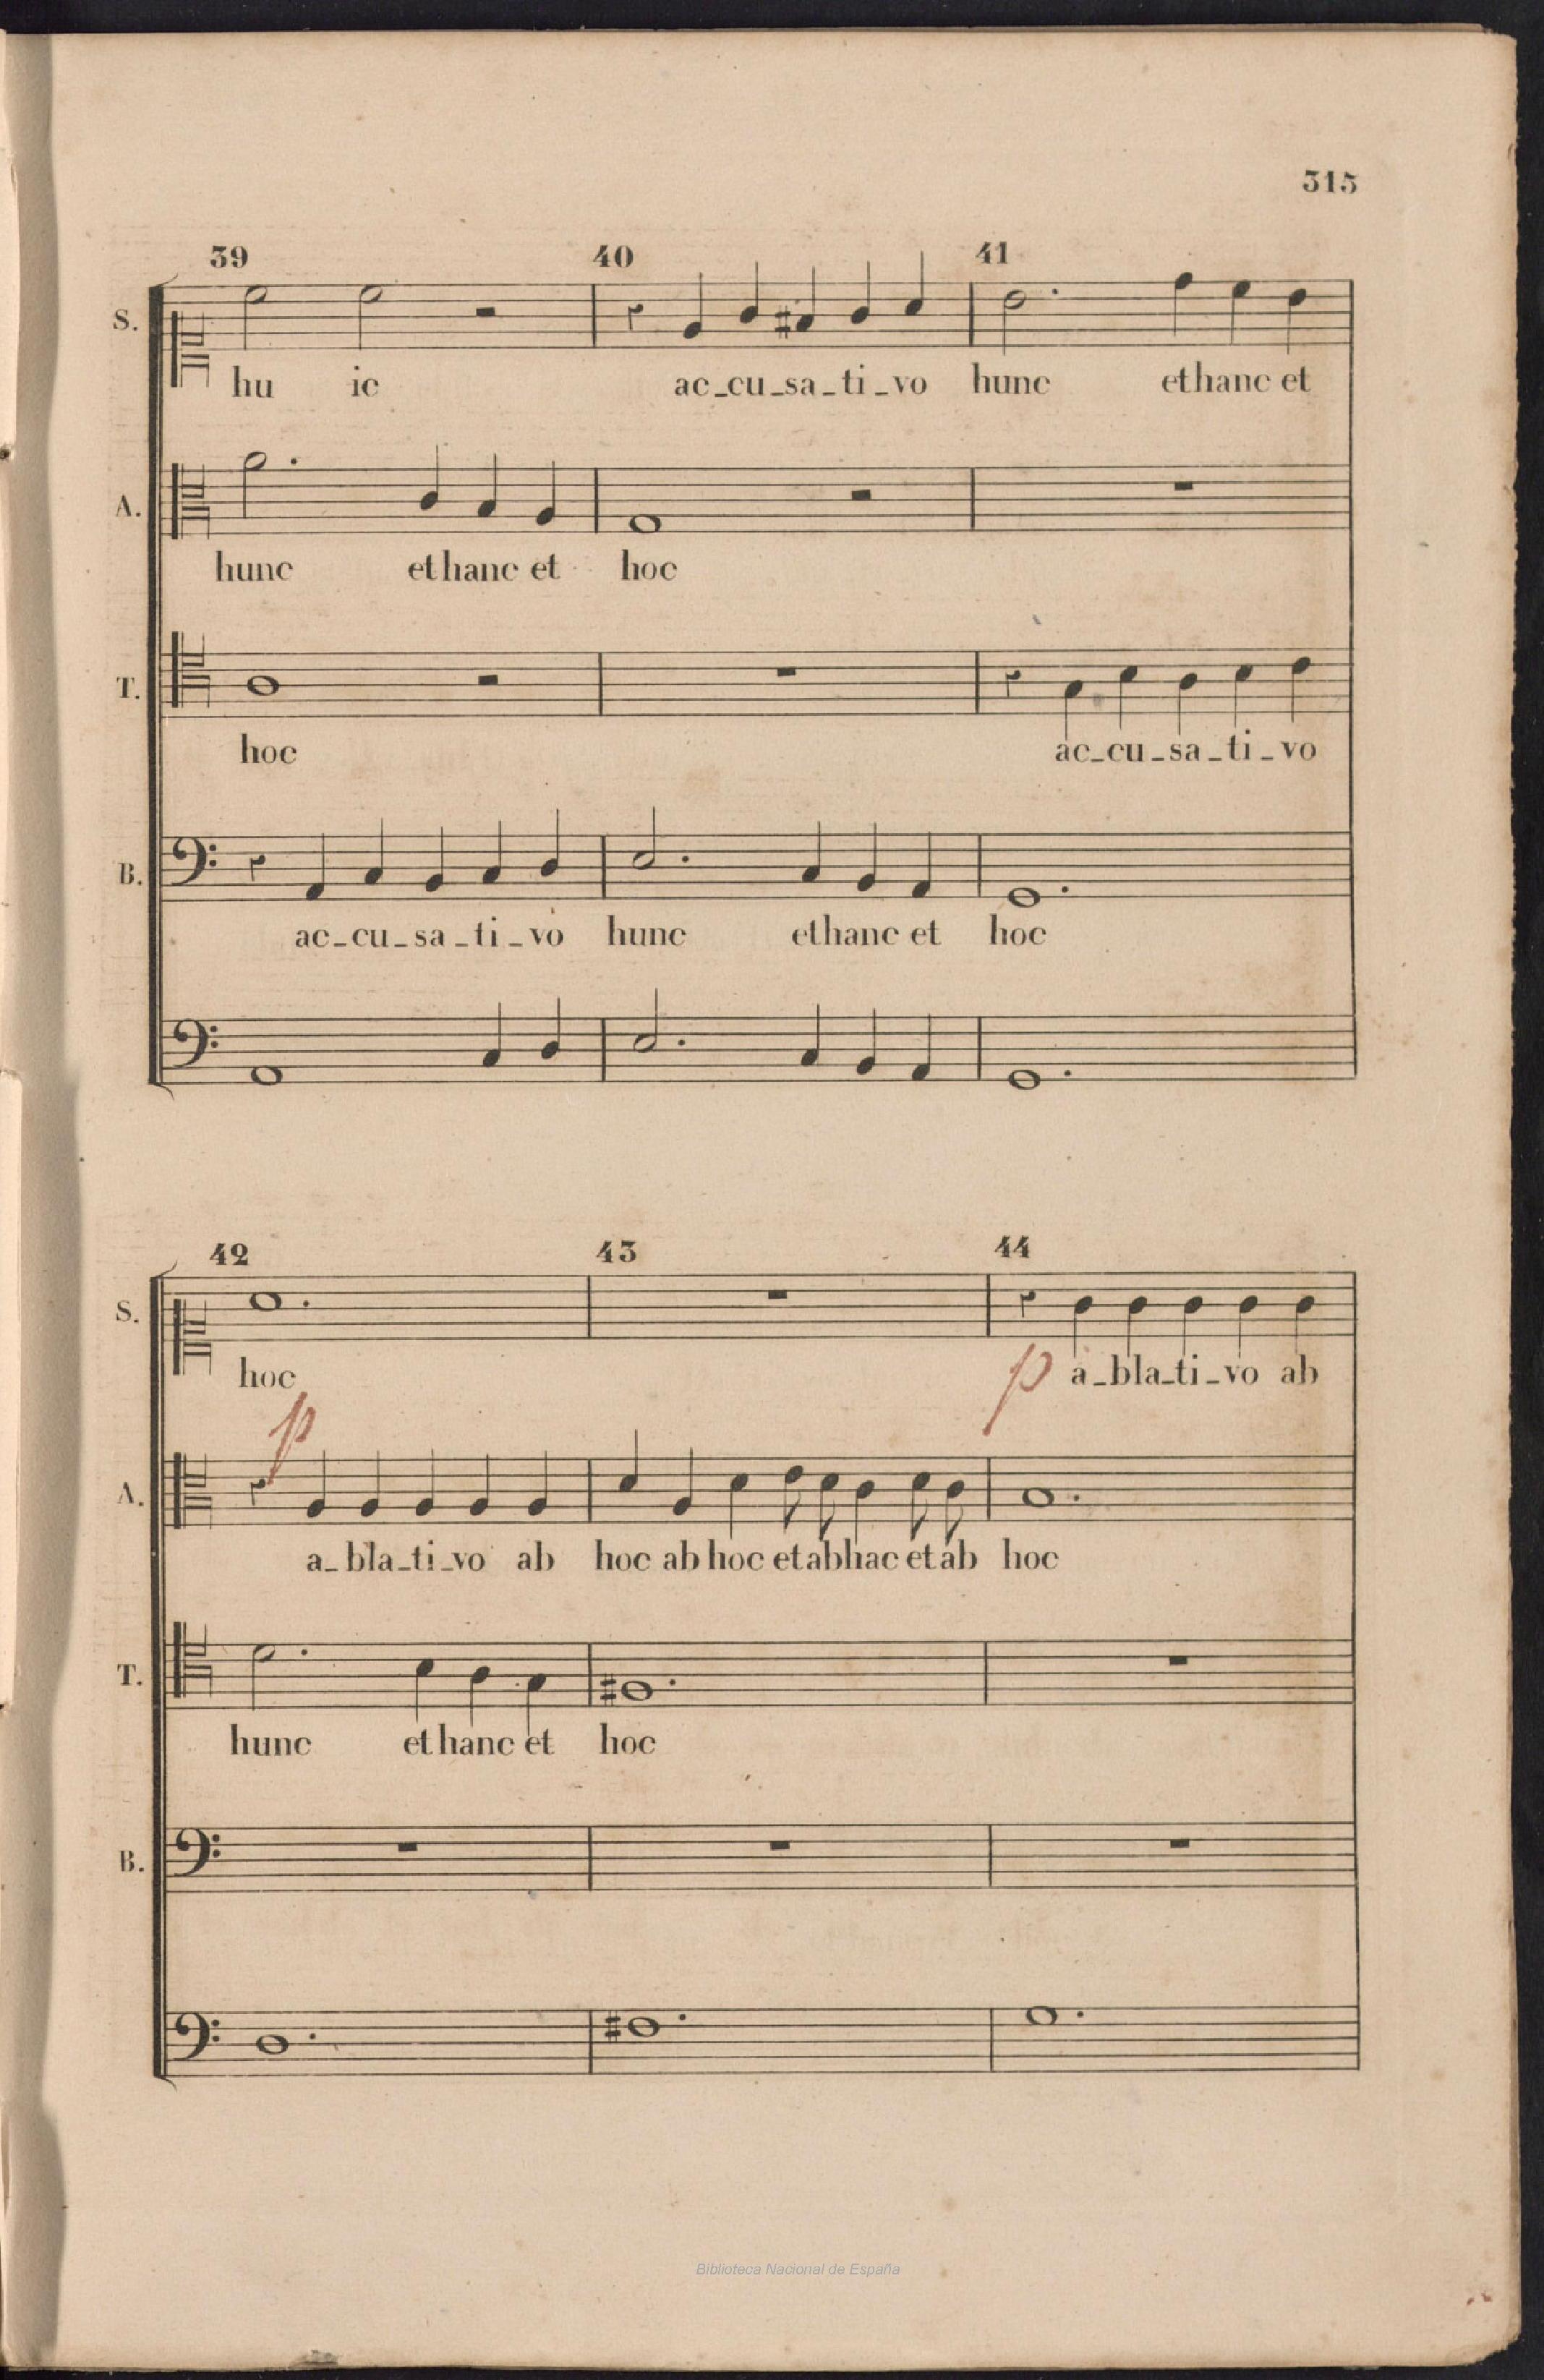 315
39 40 41
S.
hu ic ac_cu_sa_ti_vo hunc et hanc et
A.
hunc et hanc et hoc
T.
hoc ac_cu_sa_ti_vo
B.
ac_cu_sa_ti_vo hunc et hanc et hoc
42 43 44
S.
hoc p a_bla_ti_vo ab
p
A.
a_bla_ti_vo ab hoc ab hoc et ab hac et ab hoc
T.
hunc et hanc et hoc
B.
Biblioteca Nacional de España